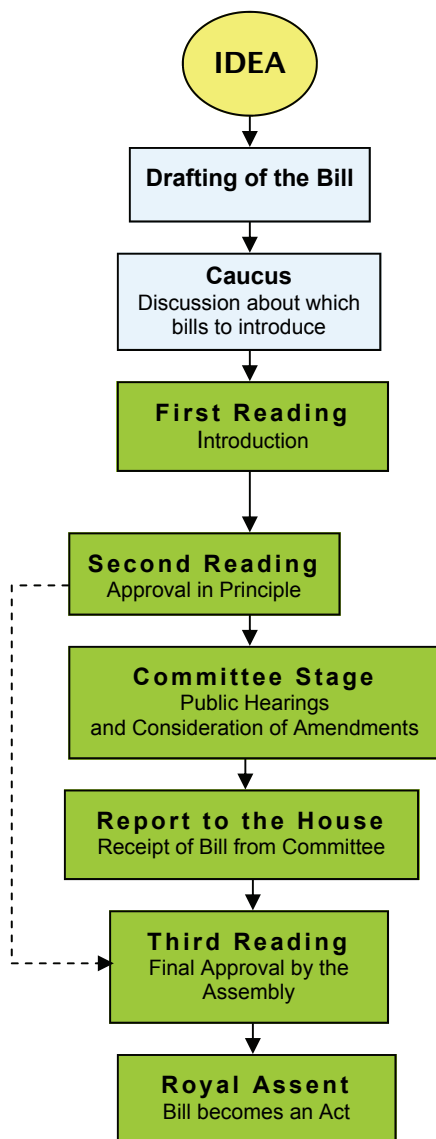 IDEA
Drafting of the Bill
Caucus
Discussion about which
bills to introduce
First Reading
Introduction
Second Reading
Approval in Principle
Committee Stage
Public Hearings
and Consideration of Amendments
Report to the House
Receipt of Bill from Committee
Third Reading
Final Approval by the
Assembly
Royal Assent
Bill becomes an Act